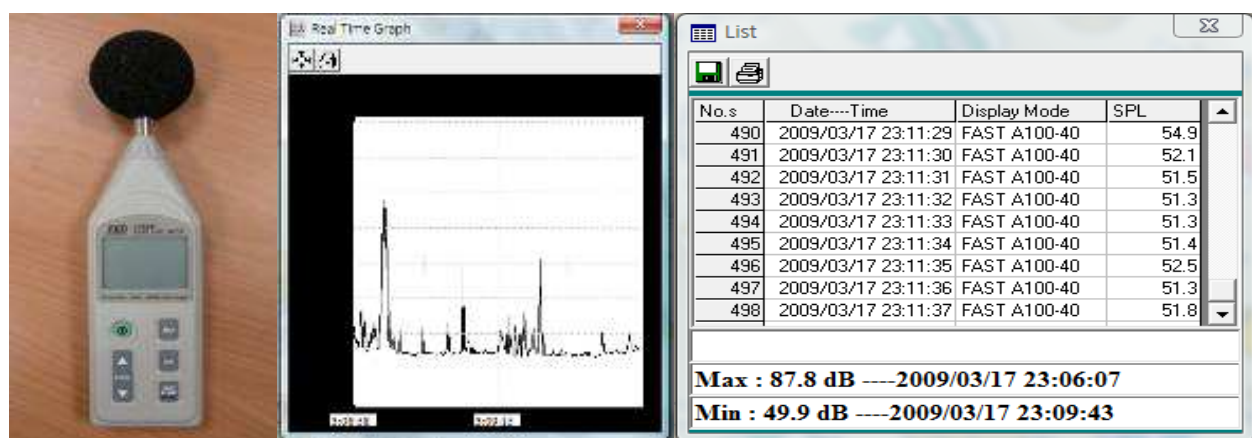 Real Time Graph
List
No.s Date----Time Display Mode SPL
490 2009/03/17 23:11:29 FAST A100-40 54.9
491 2009/03/17 23:11:30 FAST A100-40 52.1
492 2009/03/17 23:11:31 FAST A100-40 51.5
493 2009/03/17 23:11:32 FAST A100-40 51.3
494 2009/03/17 23:11:33 FAST A100-40 51.3
495 2009/03/17 23:11:34 FAST A100-40 51.4
496 2009/03/17 23:11:35 FAST A100-40 52.5
497 2009/03/17 23:11:36 FAST A100-40 51.3
498 2009/03/17 23:11:37 FAST A100-40 51.8
Max : 87.8 dB ----2009/03/17 23:06:07
Min : 49.9 dB ----2009/03/17 23:09:43